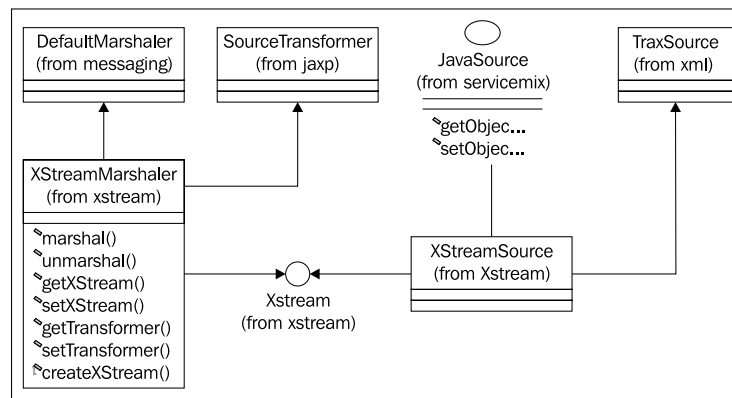 DefaultMarshaler
(from messaging)
SourceTransformer
(from jaxp)
JavaSource
(from servicemix)
getObjec...
setObjec...
TraxSource
(from xml)
XStreamMarshaler
(from xstream)
marshal()
unmarshal()
getXStream()
setXStream()
getTransformer()
setTransformer()
createXStream()
Xstream
(from xstream)
XStreamSource
(from Xstream)